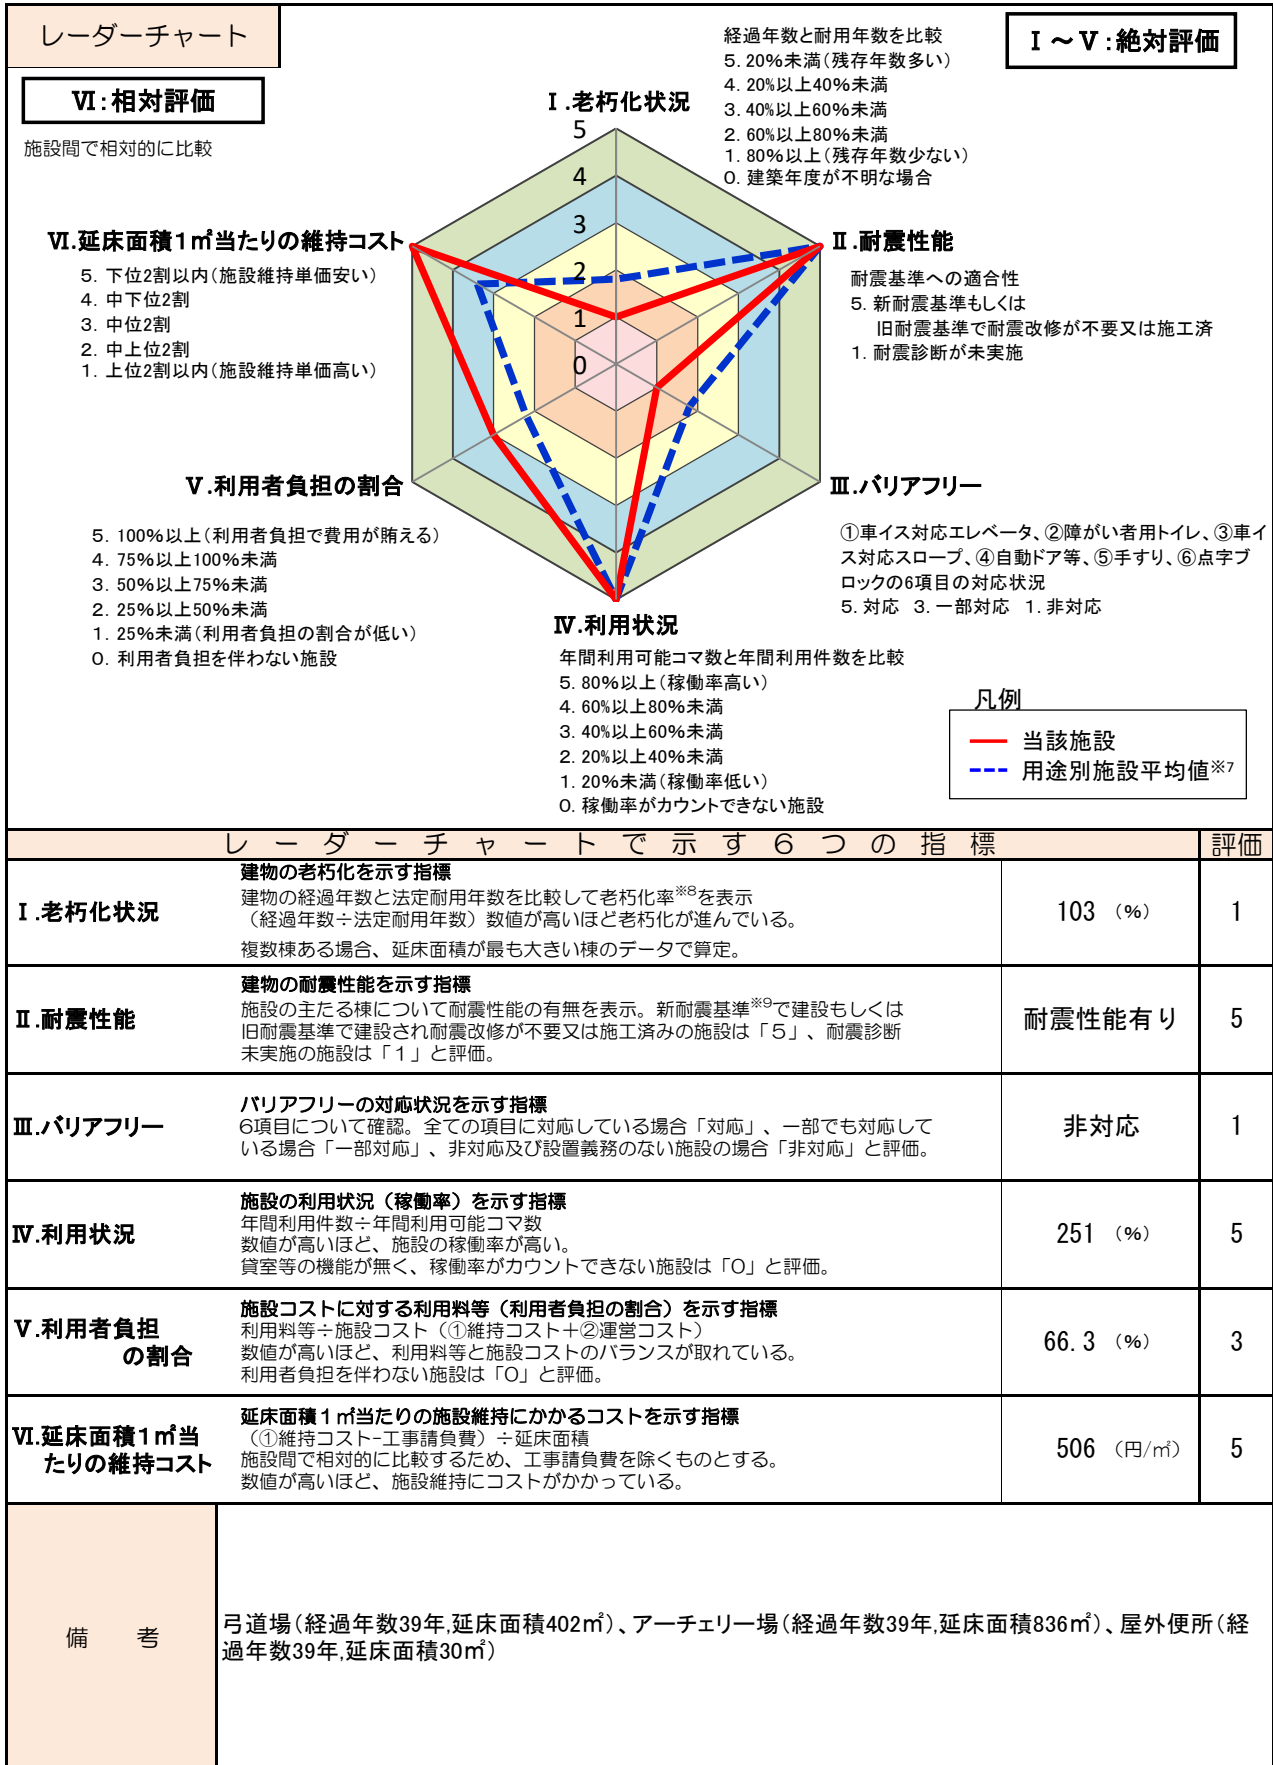 レーダーチャート
Ⅰ～Ⅴ:絶対評価
Ⅵ:相対評価
施設間で相対的に比較
経過年数と耐用年数を比較
5. 20%未満(残存年数多い)
4. 20%以上40%未満
3. 40%以上60%未満
2. 60%以上80%未満
1. 80%以上(残存年数少ない)
0. 建築年度が不明な場合
Ⅰ.老朽化状況
5
4
3
2
1
0
Ⅵ.延床面積1㎡当たりの維持コスト
5. 下位2割以内(施設維持単価安い)
4. 中下位2割
3. 中位2割
2. 中上位2割
1. 上位2割以内(施設維持単価高い)
Ⅱ.耐震性能
耐震基準への適合性
5. 新耐震基準もしくは
旧耐震基準で耐震改修が不要又は施工済
1. 耐震診断が未実施
Ⅴ.利用者負担の割合
5. 100%以上(利用者負担で費用が賄える)
4. 75%以上100%未満
3. 50%以上75%未満
2. 25%以上50%未満
1. 25%未満(利用者負担の割合が低い)
0. 利用者負担を伴わない施設
Ⅲ.バリアフリー
①車イス対応エレベータ、②障がい者用トイレ、③車イ
ス対応スロープ、④自動ドア等、⑤手すり、⑥点字ブ
ロックの6項目の対応状況
5. 対応 3. 一部対応 1. 非対応
Ⅳ.利用状況
年間利用可能コマ数と年間利用件数を比較
5. 80%以上(稼働率高い)
4. 60%以上80%未満
3. 40%以上60%未満
2. 20%以上40%未満
1. 20%未満(稼働率低い)
0. 稼働率がカウントできない施設
凡例
当該施設
用途別施設平均値※7
レーダーチャートで示す6つの指標 評価
Ⅰ.老朽化状況
建物の老朽化を示す指標
建物の経過年数と法定耐用年数を比較して老朽化率※8を表示
(経過年数÷法定耐用年数)数値が高いほど老朽化が進んでいる。
複数棟ある場合、延床面積が最も大きい棟のデータで算定。
103 (%) 1
Ⅱ.耐震性能
建物の耐震性能を示す指標
施設の主たる棟について耐震性能の有無を表示。新耐震基準※9で建設もしくは
旧耐震基準で建設され耐震改修が不要又は施工済みの施設は「5」、耐震診断
未実施の施設は「1」と評価。
耐震性能有り 5
Ⅲ.バリアフリー
バリアフリーの対応状況を示す指標
6項目について確認。全ての項目に対応している場合「対応」、一部でも対応して
いる場合「一部対応」、非対応及び設置義務のない施設の場合「非対応」と評価。
非対応 1
Ⅳ.利用状況
施設の利用状況(稼働率)を示す指標
年間利用件数÷年間利用可能コマ数
数値が高いほど、施設の稼働率が高い。
貸室等の機能が無く、稼働率がカウントできない施設は「0」と評価。
251 (%) 5
Ⅴ.利用者負担
の割合
施設コストに対する利用料等(利用者負担の割合)を示す指標
利用料等÷施設コスト(①維持コスト+②運営コスト)
数値が高いほど、利用料等と施設コストのバランスが取れている。
利用者負担を伴わない施設は「0」と評価。
66.3 (%) 3
Ⅵ.延床面積1㎡当
たりの維持コスト
延床面積1㎡当たりの施設維持にかかるコストを示す指標
(①維持コスト-工事請負費)÷延床面積
施設間で相対的に比較するため、工事請負費を除くものとする。
数値が高いほど、施設維持にコストがかかっている。
506 (円/㎡) 5
備 考
弓道場(経過年数39年,延床面積402㎡)、アーチェリー場(経過年数39年,延床面積836㎡)、屋外便所(経
過年数39年,延床面積30㎡)